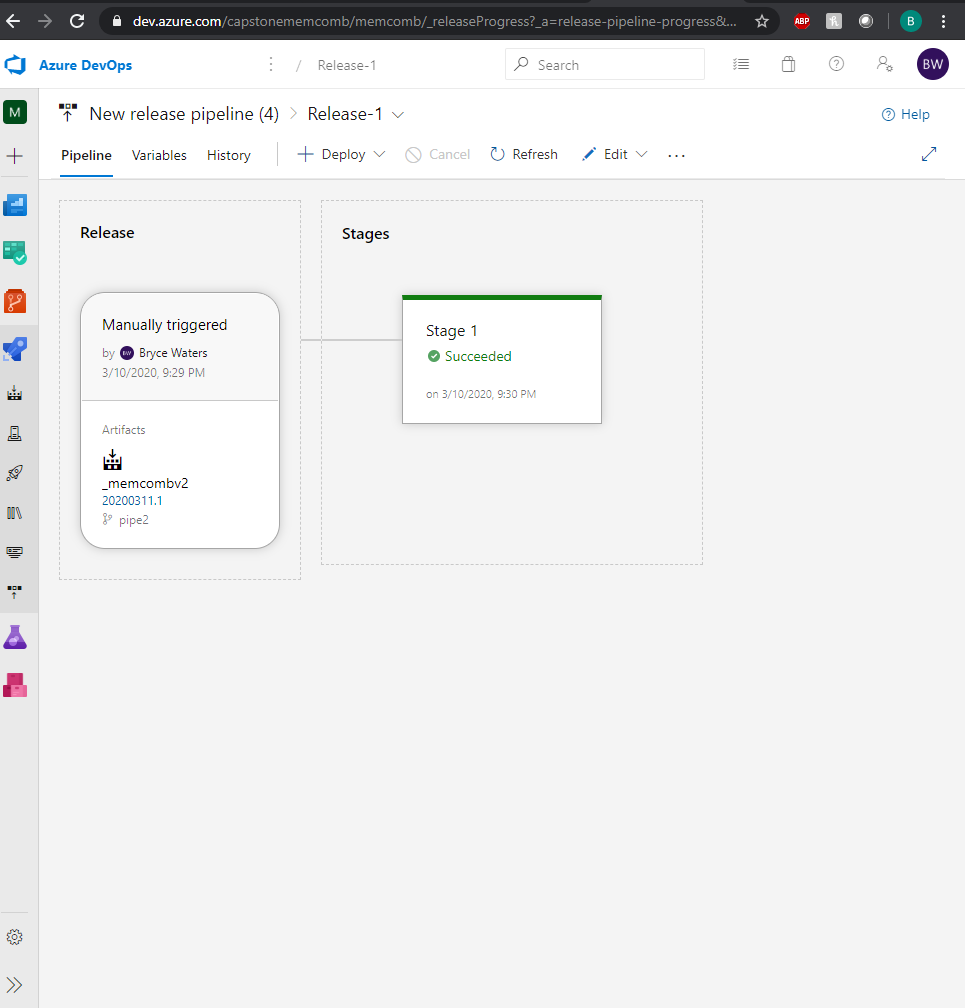 dev.azure.com/capstonememcomb/memcomb/_releaseProgress?_a=release-pipeline-progress&...
ABP
B
Azure DevOps
/ Release-1
Search
BW
M
New release pipeline (4) > Release-1
Help
Pipeline Variables History
Deploy Cancel Refresh Edit ...
Release
Stages
Manually triggered
by BW Bryce Waters
3/10/2020, 9:29 PM
Artifacts
_memcombv2
20200311.1
pipe2
Stage 1
Succeeded
on 3/10/2020, 9:30 PM